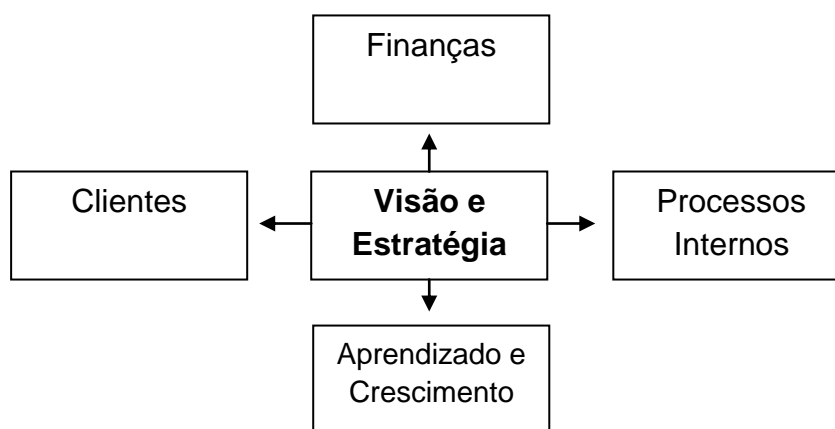 Finanças
Clientes
Visão e
Estratégia
Processos
Internos
Aprendizado e
Crescimento